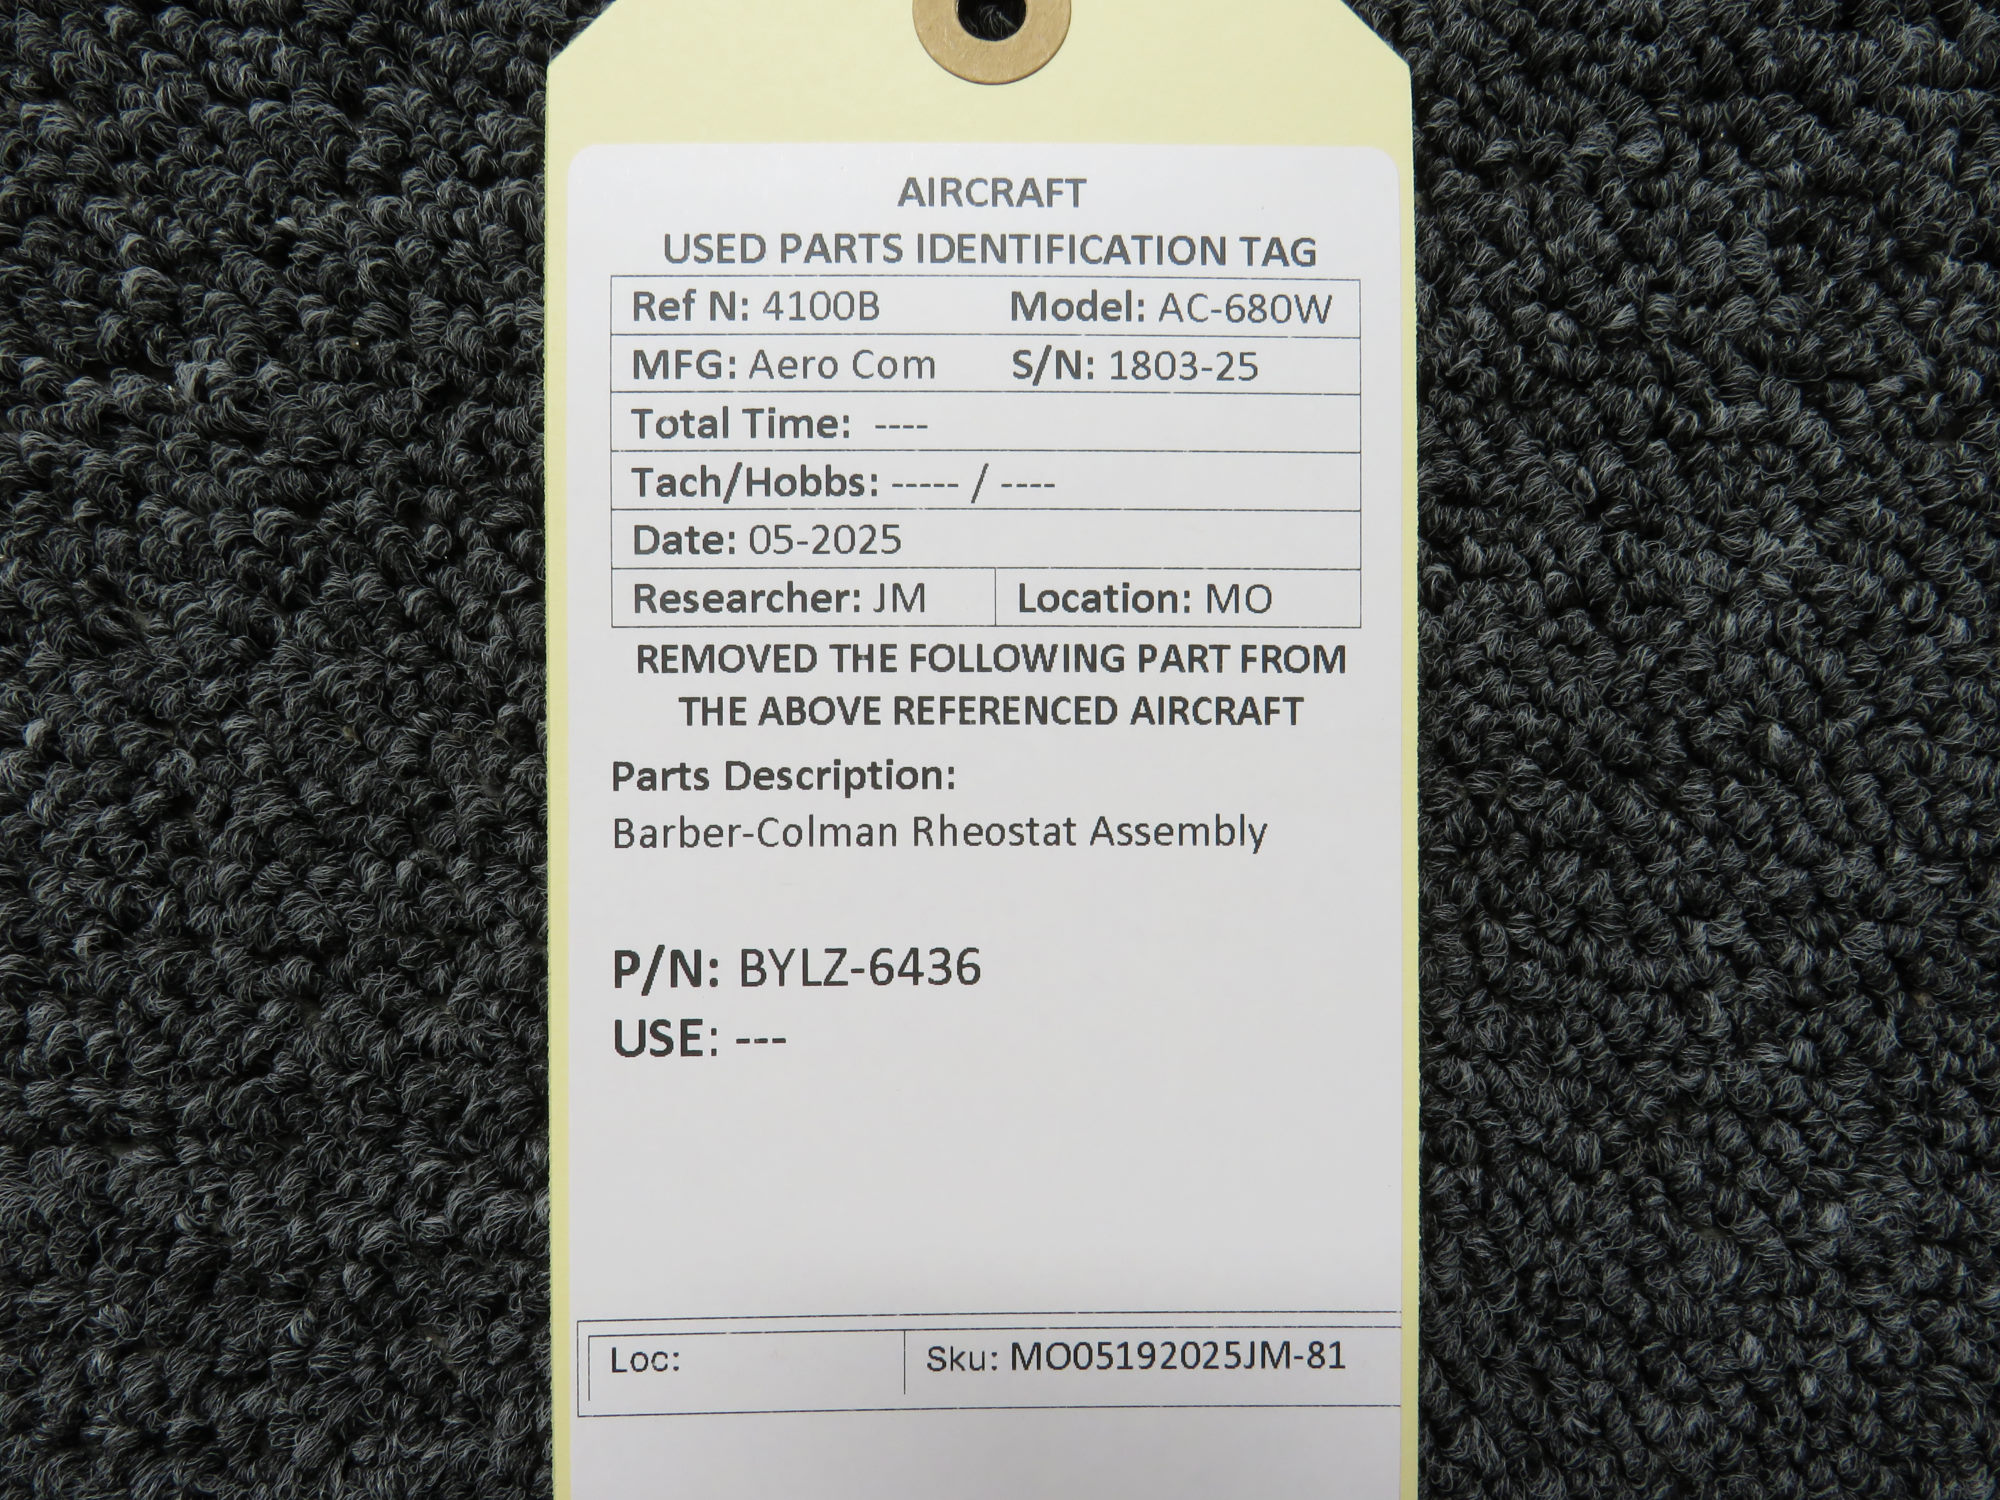 AIRCRAFT
USED PARTS IDENTIFICATION TAG
Ref N: 4100B Model: AC-680W
MFG: Aero Com S/N: 1803-25
Total Time: ----
Tach/Hobbs: ----- / ----
Date: 05-2025
Researcher: JM Location: MO
REMOVED THE FOLLOWING PART FROM
THE ABOVE REFERENCED AIRCRAFT
Parts Description:
Barber-Colman Rheostat Assembly
P/N: BYLZ-6436
USE: ---
Loc: Sku: MO05192025JM-81